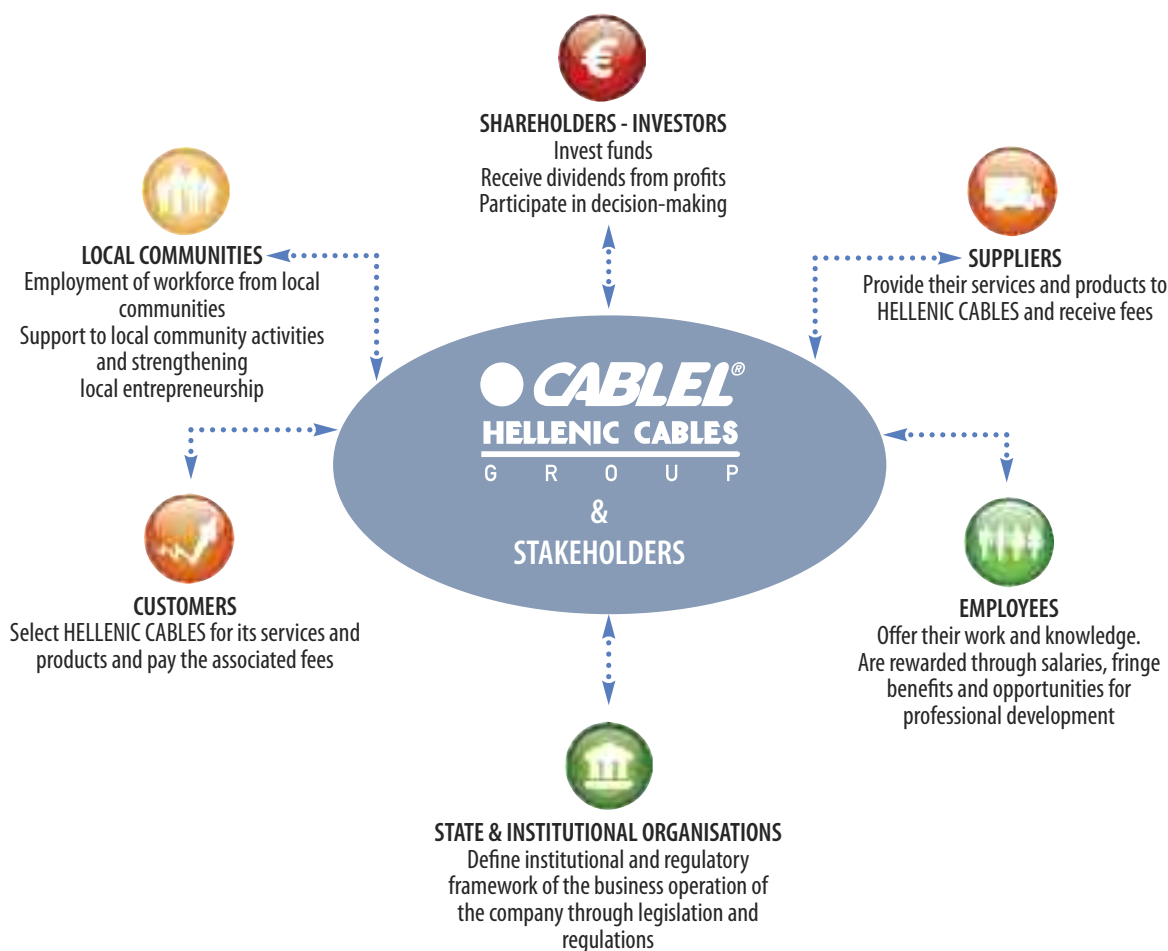 €
SHAREHOLDERS - INVESTORS
Invest funds
Receive dividends from profits
Participate in decision-making
LOCAL COMMUNITIES
Employment of workforce from local
communities
Support to local community activities
and strengthening
local entrepreneurship
SUPPLIERS
Provide their services and products to
HELLENIC CABLES and receive fees
CABLEL®
HELLENIC CABLES
GROUP
&
STAKEHOLDERS
CUSTOMERS
Select HELLENIC CABLES for its services and
products and pay the associated fees
EMPLOYEES
Offer their work and knowledge.
Are rewarded through salaries, fringe
benefits and opportunities for
professional development
STATE & INSTITUTIONAL ORGANISATIONS
Define institutional and regulatory
framework of the business operation of
the company through legislation and
regulations